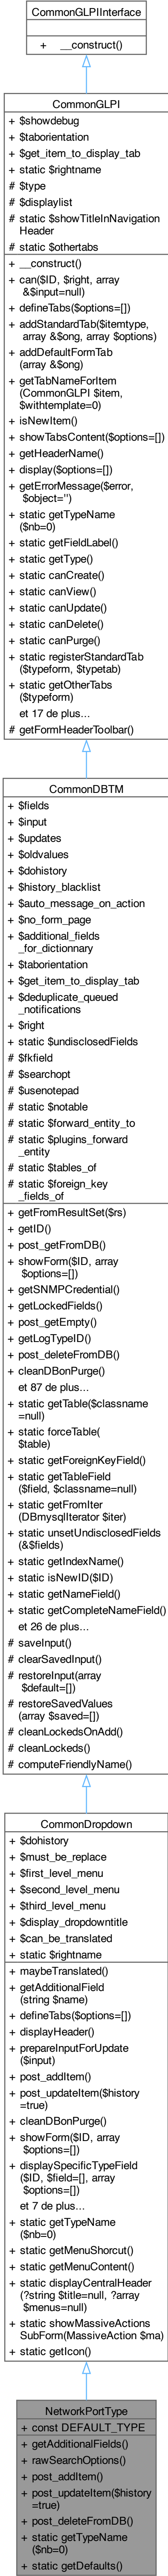 CommonGLPIInterface
+ __construct()
CommonGLPI
+ $showdebug
+ $taborientation
+ $get_item_to_display_tab
+ static $rightname
# $type
# $displaylist
# static $showTitleInNavigation
Header
# static $othertabs
+ __construct()
+ can($ID, $right, array
&$input=null)
+ defineTabs($options=[])
+ addStandardTab($itemtype,
array &$ong, array $options)
+ addDefaultFormTab
(array &$ong)
+ getTabNameForItem
(CommonGLPI $item,
$withtemplate=0)
+ isNewItem()
+ showTabsContent($options=[])
+ getHeaderName()
+ display($options=[])
+ getErrorMessage($error,
$object='')
+ static getTypeName
($nb=0)
+ static getFieldLabel()
+ static getType()
+ static canCreate()
+ static canView()
+ static canUpdate()
+ static canDelete()
+ static canPurge()
+ static registerStandardTab
($typeform, $typetab)
+ static getOtherTabs
($typeform)
et 17 de plus...
# getFormHeaderToolbar()
CommonDBTM
+ $fields
+ $input
+ $updates
+ $oldvalues
+ $dohistory
+ $history_blacklist
+ $auto_message_on_action
+ $no_form_page
+ $additional_fields
_for_dictionnary
+ $taborientation
+ $get_item_to_display_tab
+ $deduplicate_queued
_notifications
+ $right
+ static $undisclosedFields
# $fkfield
# $searchopt
# $usenotepad
# static $notable
# static $forward_entity_to
# static $plugins_forward
_entity
# static $tables_of
# static $foreign_key
_fields_of
+ getFromResultSet($rs)
+ getID()
+ post_getFromDB()
+ showForm($ID, array
$options=[])
+ getSNMPCredential()
+ getLockedFields()
+ post_getEmpty()
+ getLogTypeID()
+ post_deleteFromDB()
+ cleanDBonPurge()
et 87 de plus...
+ static getTable($classname
=null)
+ static forceTable(
$table)
+ static getForeignKeyField()
+ static getTableField
($field, $classname=null)
+ static getFromIter
(DBmysqlIterator $iter)
+ static unsetUndisclosedFields
(&$fields)
+ static getIndexName()
+ static isNewID($ID)
+ static getNameField()
+ static getCompleteNameField()
et 26 de plus...
# saveInput()
# clearSavedInput()
# restoreInput(array
$default=[])
# restoreSavedValues
(array $saved=[])
# cleanLockedsOnAdd()
# cleanLockeds()
# computeFriendlyName()
CommonDropdown
+ $dohistory
+ $must_be_replace
+ $first_level_menu
+ $second_level_menu
+ $third_level_menu
+ $display_dropdowntitle
+ $can_be_translated
+ static $rightname
+ maybeTranslated()
+ getAdditionalField
(string $name)
+ defineTabs($options=[])
+ displayHeader()
+ prepareInputForUpdate
($input)
+ post_addItem()
+ post_updateItem($history
=true)
+ cleanDBonPurge()
+ showForm($ID, array
$options=[])
+ displaySpecificTypeField
($ID, $field=[], array
$options=[])
et 7 de plus...
+ static getTypeName
($nb=0)
+ static getMenuShorcut()
+ static getMenuContent()
+ static displayCentralHeader
(?string $title=null, ?array
$menus=null)
+ static showMassiveActions
SubForm(MassiveAction $ma)
+ static getIcon()
NetworkPortType
+ const DEFAULT_TYPE
+ getAdditionalFields()
+ rawSearchOptions()
+ post_addItem()
+ post_updateItem($history
=true)
+ post_deleteFromDB()
+ static getTypeName
($nb=0)
+ static getDefaults()